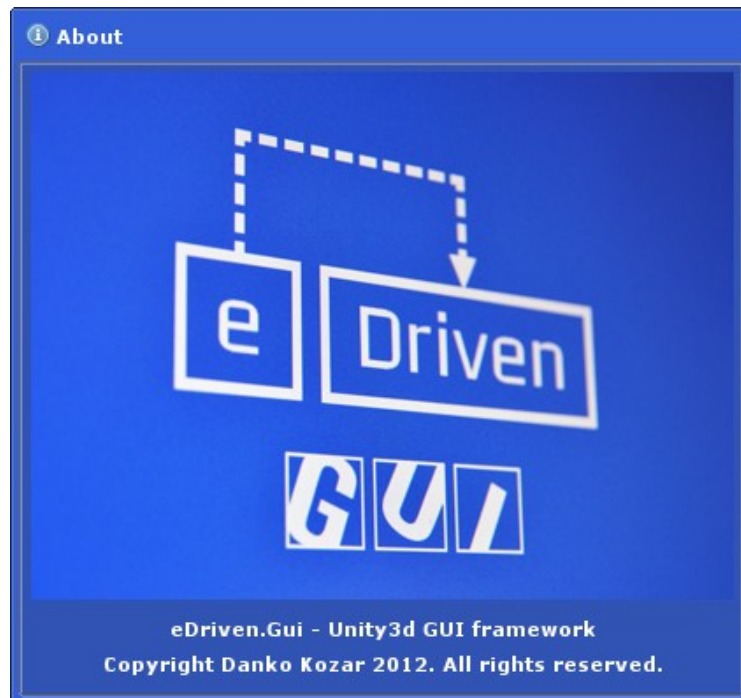 About
e Driven
GUI
eDriven.Gui - Unity3d GUI framework
Copyright Danko Kozar 2012. All rights reserved.